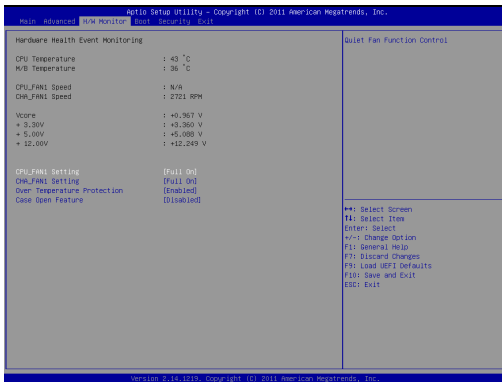 Aptio Setup Utility - Copyright (C) 2011 American Megatrends, Inc.
Main Advanced H/W Monitor Boot Security Exit
Hardware Health Event Monitoring
CPU Temperature : 43 °C
M/B Temperature : 36 °C
CPU_FAN1 Speed : N/A
CHA_FAN1 Speed : 2721 RPM
Vcore : +0.967 V
+ 3.30V : +3.360 V
+ 5.00V : +5.088 V
+ 12.00V : +12.249 V
CPU_FAN1 Setting [Full On]
CHA_FAN1 Setting [Full On]
Over Temperature Protection [Enabled]
Case Open Feature [Disabled]
Quiet Fan Function Control
→←: Select Screen
↑↓: Select Item
Enter: Select
+/-: Change Option
F1: General Help
F7: Discard Changes
F9: Load UEFI Defaults
F10: Save and Exit
ESC: Exit
Version 2.14.1219. Copyright (C) 2011 American Megatrends, Inc.